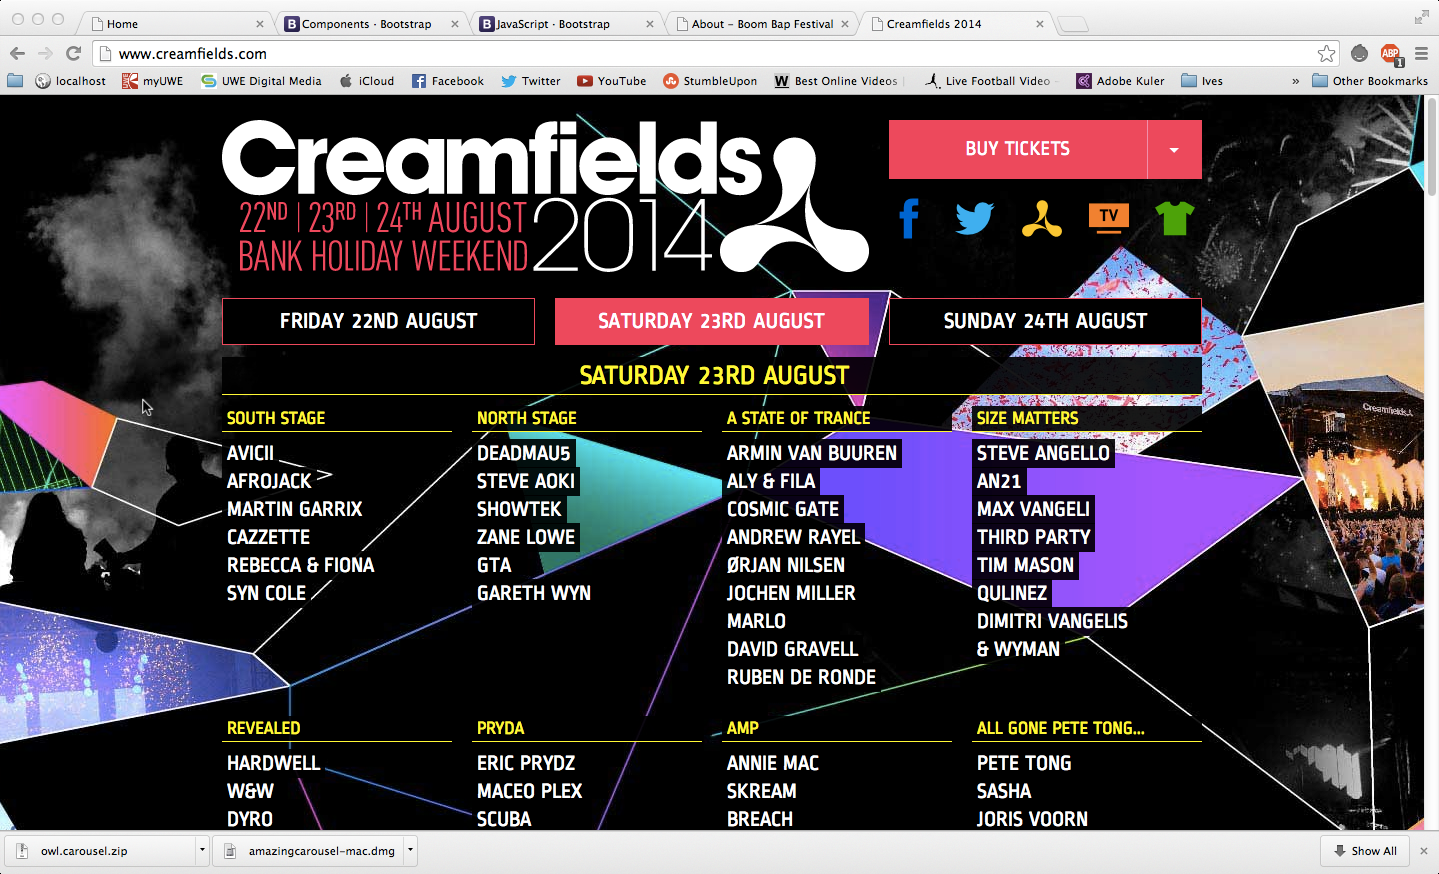 Home
Components · Bootstrap
JavaScript · Bootstrap
About – Boom Bap Festival
Creamfields 2014
www.creamfields.com
ABP
1
localhost
myUWE
UWE Digital Media
iCloud
Facebook
Twitter
YouTube
StumbleUpon
Best Online Videos
Live Football Video
Adobe Kuler
Ives
»
Other Bookmarks
Creamfields
22ND | 23RD | 24TH AUGUST
BANK HOLIDAY WEEKEND
2014
BUY TICKETS
TV
FRIDAY 22ND AUGUST
SATURDAY 23RD AUGUST
SUNDAY 24TH AUGUST
SATURDAY 23RD AUGUST
SOUTH STAGE
AVICII
AFROJACK
MARTIN GARRIX
CAZZETTE
REBECCA & FIONA
SYN COLE
NORTH STAGE
DEADMAU5
STEVE AOKI
SHOWTEK
ZANE LOWE
GTA
GARETH WYN
A STATE OF TRANCE
ARMIN VAN BUUREN
ALY & FILA
COSMIC GATE
ANDREW RAYEL
ØRJAN NILSEN
JOCHEN MILLER
MARLO
DAVID GRAVELL
RUBEN DE RONDE
SIZE MATTERS
STEVE ANGELLO
AN21
MAX VANGELI
THIRD PARTY
TIM MASON
QULINEZ
DIMITRI VANGELIS
& WYMAN
Creamfields
REVEALED
HARDWELL
W&W
DYRO
PRYDA
ERIC PRYDZ
MACEO PLEX
SCUBA
AMP
ANNIE MAC
SKREAM
BREACH
ALL GONE PETE TONG...
PETE TONG
SASHA
JORIS VOORN
owl.carousel.zip
amazingcarousel-mac.dmg
Show All